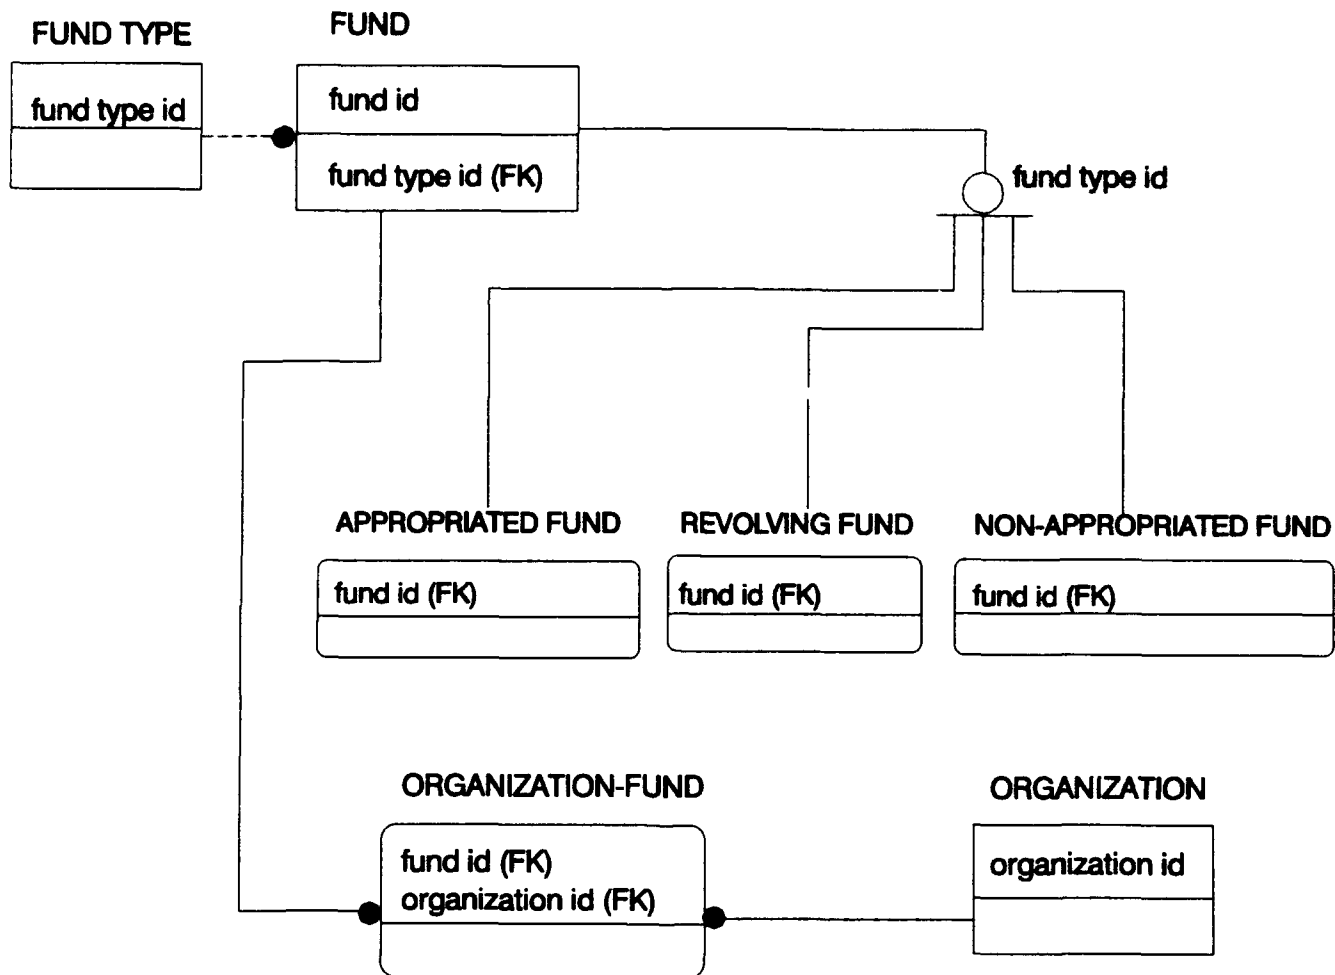 FUND TYPE
fund type id
FUND
fund id
fund type id (FK)
fund type id
APPROPRIATED FUND
fund id (FK)
REVOLVING FUND
fund id (FK)
NON-APPROPRIATED FUND
fund id (FK)
ORGANIZATION-FUND
fund id (FK)
organization id (FK)
ORGANIZATION
organization id